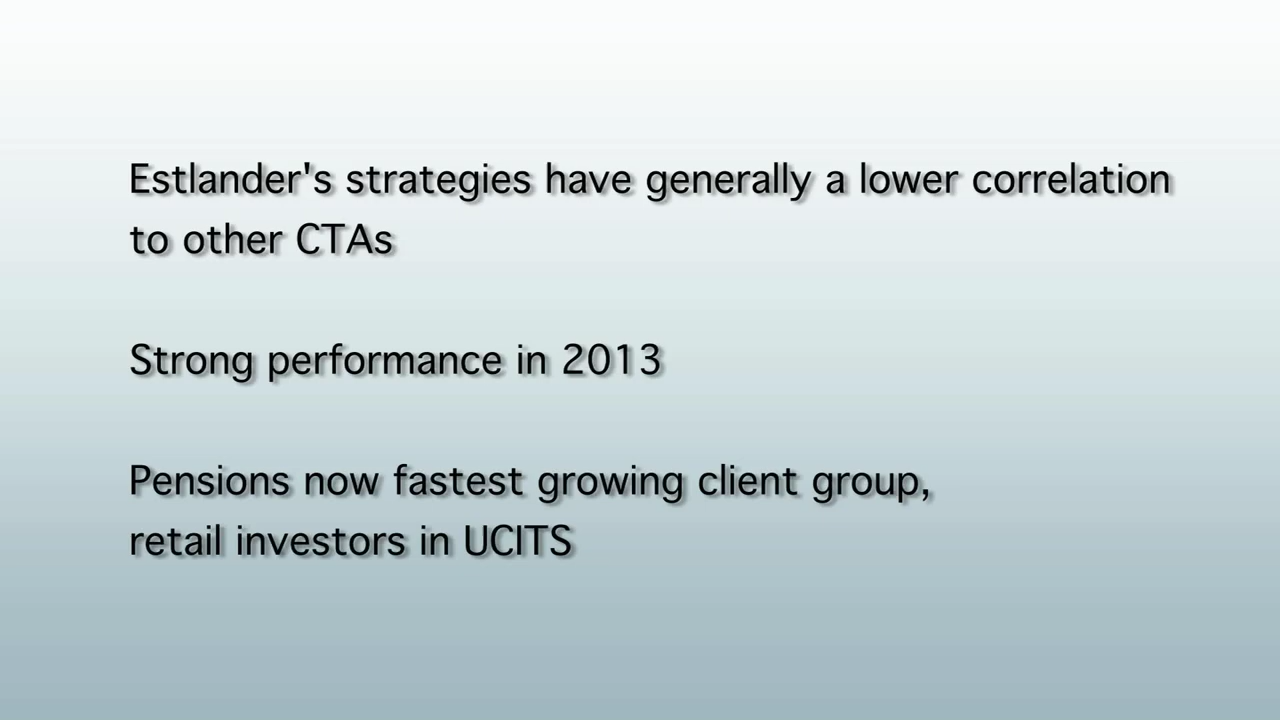 Estlander's strategies have generally a lower correlation
to other CTAs
Strong performance in 2013
Pensions now fastest growing client group,
retail investors in UCITS